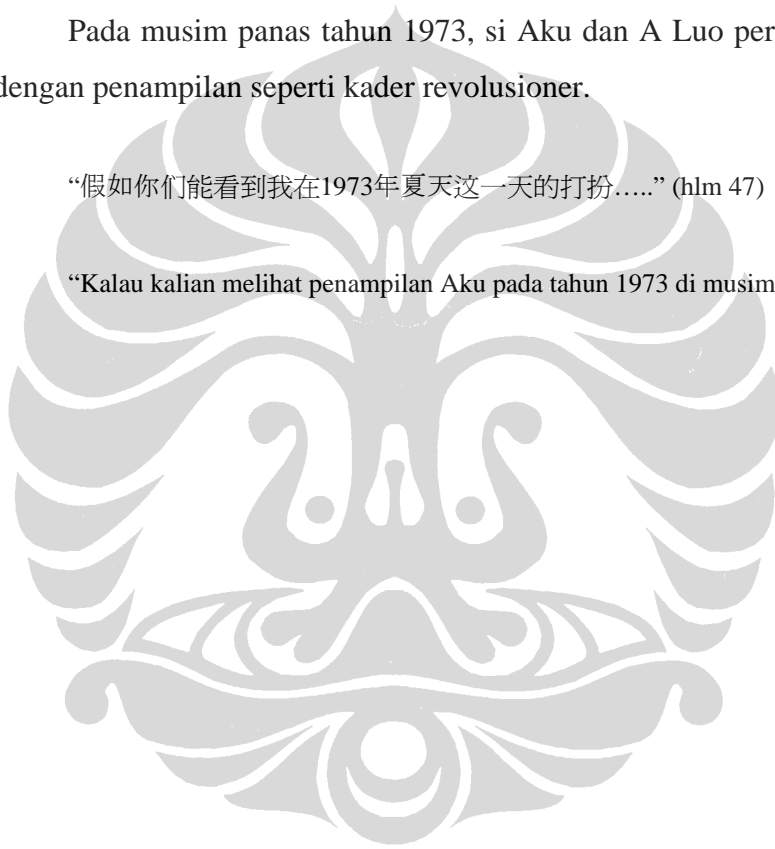 Pada musim panas tahun 1973, si Aku dan A Luo per
dengan penampilan seperti kader revolusioner.
“假如你们能看到我在1973年夏天这一天的打扮…..” (hlm 47)
“Kalau kalian melihat penampilan Aku pada tahun 1973 di musim